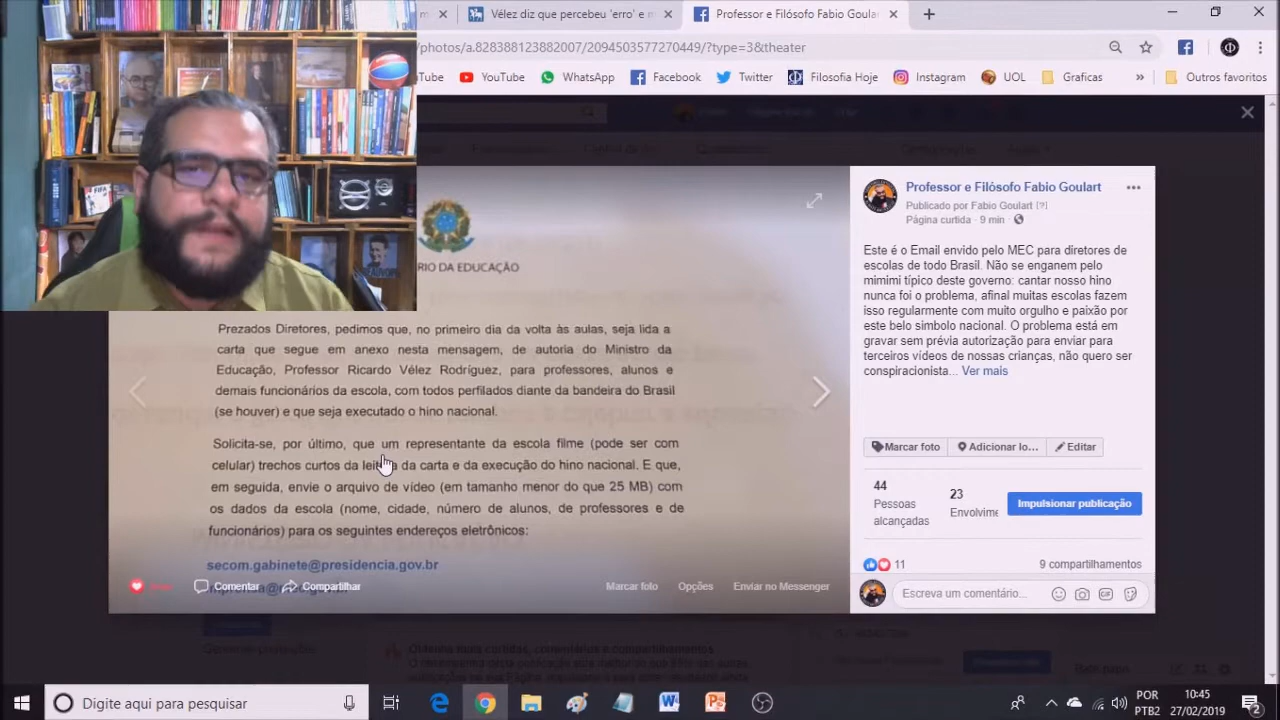 Vélez diz que percebeu 'erro' e
Professor e Filósofo Fabio Goular
photos/a.828388123882007/2094503577270449/?type=3&theater
YouTube
WhatsApp
Facebook
Twitter
Filosofia Hoje
Instagram
UOL
Graficas
Outros favoritos
RIO DA EDUCAÇÃO
Prezados Diretores, pedimos que, no primeiro dia da volta às aulas, seja lida a
carta que segue em anexo nesta mensagem, de autoria do Ministro da
Educação, Professor Ricardo Vélez Rodríguez, para professores, alunos e
demais funcionários da escola, com todos perfilados diante da bandeira do Brasil
(se houver) e que seja executado o hino nacional.
Solicita-se, por último, que um representante da escola filme (pode ser com
celular) trechos curtos da leitura da carta e da execução do hino nacional. E que,
em seguida, envie o arquivo de vídeo (em tamanho menor do que 25 MB) com
os dados da escola (nome, cidade, número de alunos, de professores e de
funcionários) para os seguintes endereços eletrônicos:
secom.gabinete@presidencia.gov.br
Comentar
Compartilhar
Marcar foto
Opções
Enviar no Messenger
Professor e Filósofo Fabio Goulart
Publicado por Fabio Goulart [?]
Página curtida · 9 min ·
Este é o Email envido pelo MEC para diretores de
escolas de todo Brasil. Não se enganem pelo
mimimi típico deste governo: cantar nosso hino
nunca foi o problema, afinal muitas escolas fazem
isso regularmente com muito orgulho e paixão por
este belo simbolo nacional. O problema está em
gravar sem prévia autorização para enviar para
terceiros vídeos de nossas crianças, não quero ser
conspiracionista... Ver mais
Marcar foto
Adicionar lo...
Editar
44
Pessoas
alcançadas
23
Envolvime
Impulsionar publicação
11
9 compartilhamentos
Escreva um comentário...
Digite aqui para pesquisar
POR
PTB2
10:45
27/02/2019
2